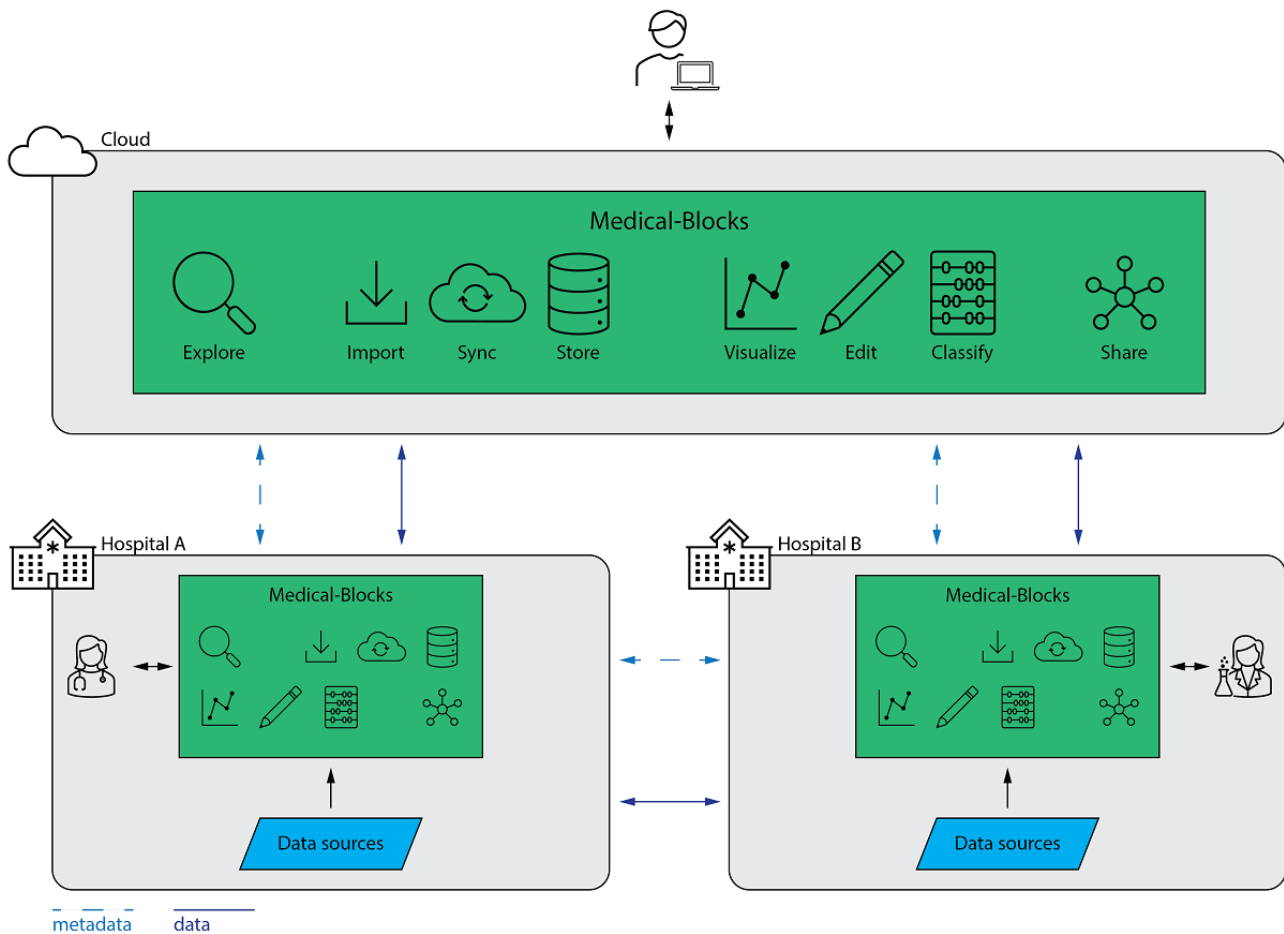 Cloud
Medical-Blocks
Explore Import Sync Store Visualize Edit Classify Share
Hospital A
Hospital B
Medical-Blocks
Medical-Blocks
Data sources
Data sources
metadata data